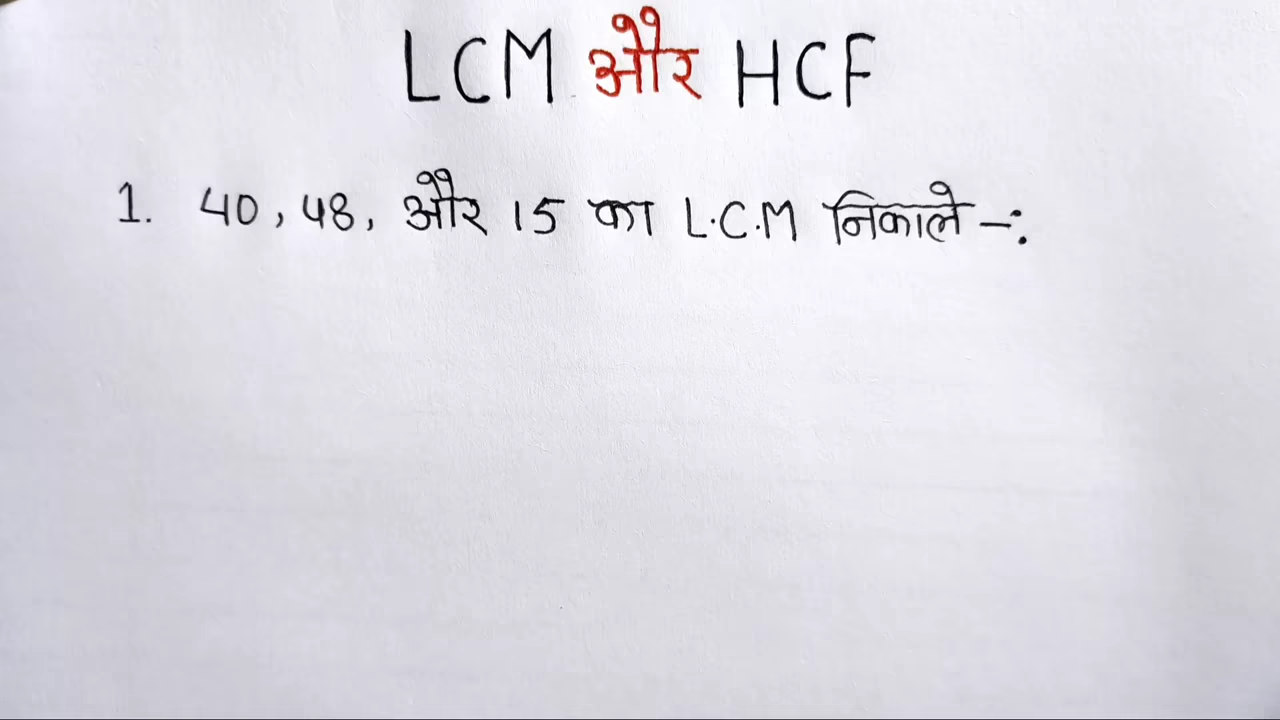 LCM और HCF
1. 40, 48, और 15 का L.C.M निकाले -: